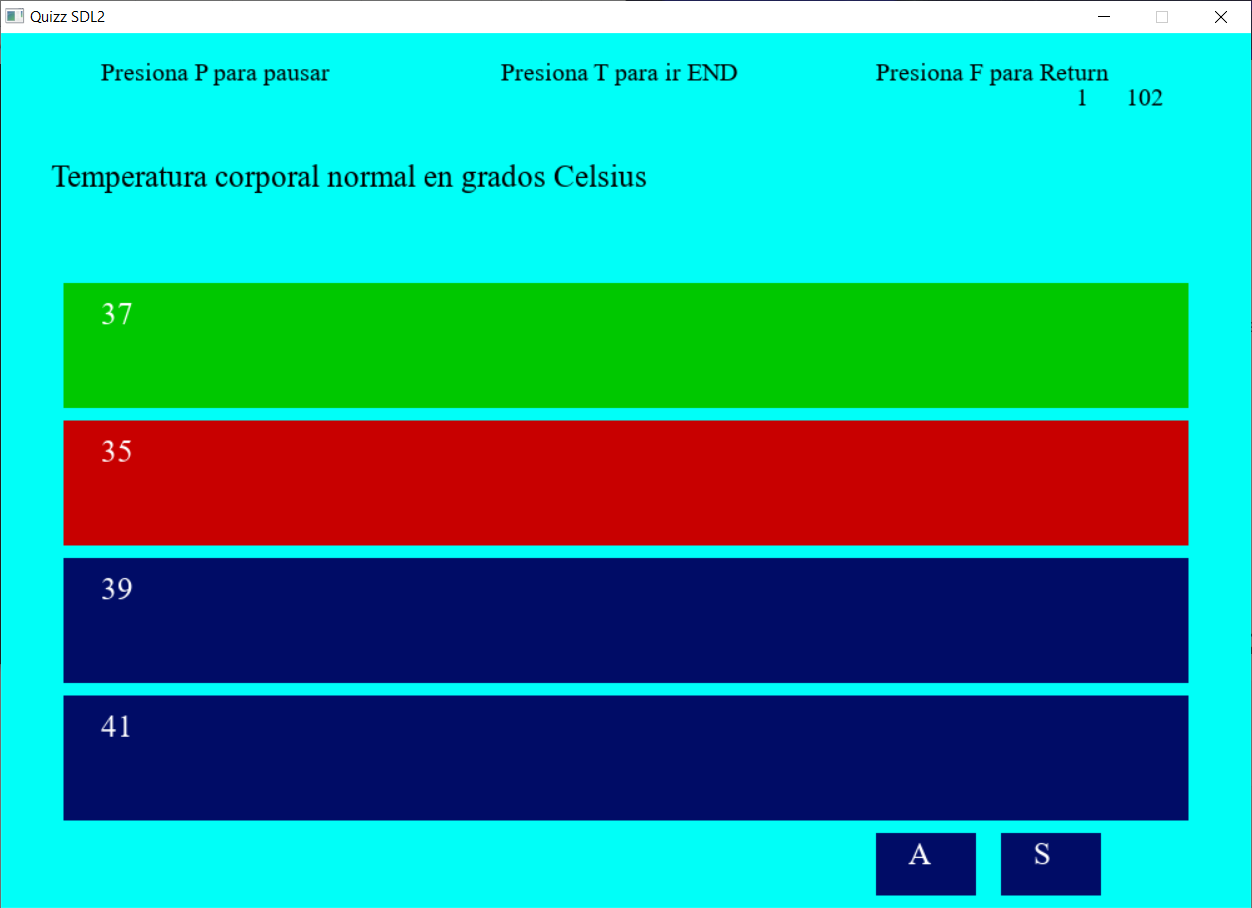 Quizz SDL2
Presiona P para pausar Presiona T para ir END Presiona F para Return
1 102
Temperatura corporal normal en grados Celsius
37
35
39
41
A S